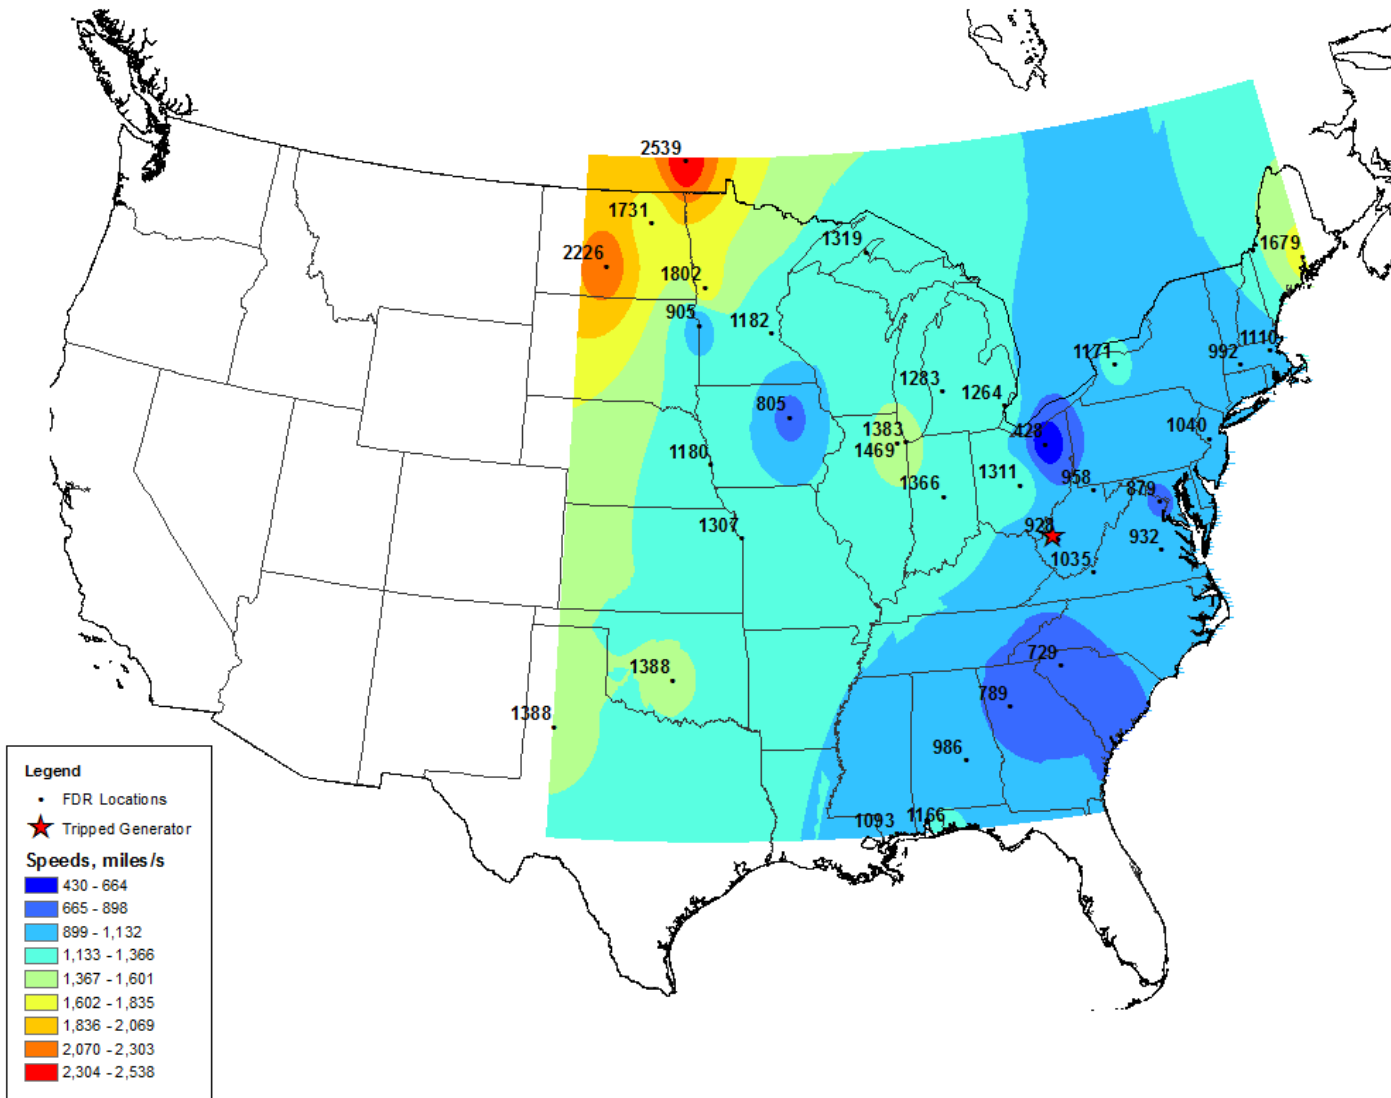 2539
1731
1319
1679
2226
1802
905
1182
1110
1171
992
1283
1264
805
428
1383
1040
1469
1180
1311
958
1366
879
1307
928
932
1035
729
1388
789
1388
986
1166
1093
Legend
FDR Locations
Tripped Generator
Speeds, miles/s
430 - 664
665 - 898
899 - 1,132
1,133 - 1,366
1,367 - 1,601
1,602 - 1,835
1,836 - 2,069
2,070 - 2,303
2,304 - 2,538